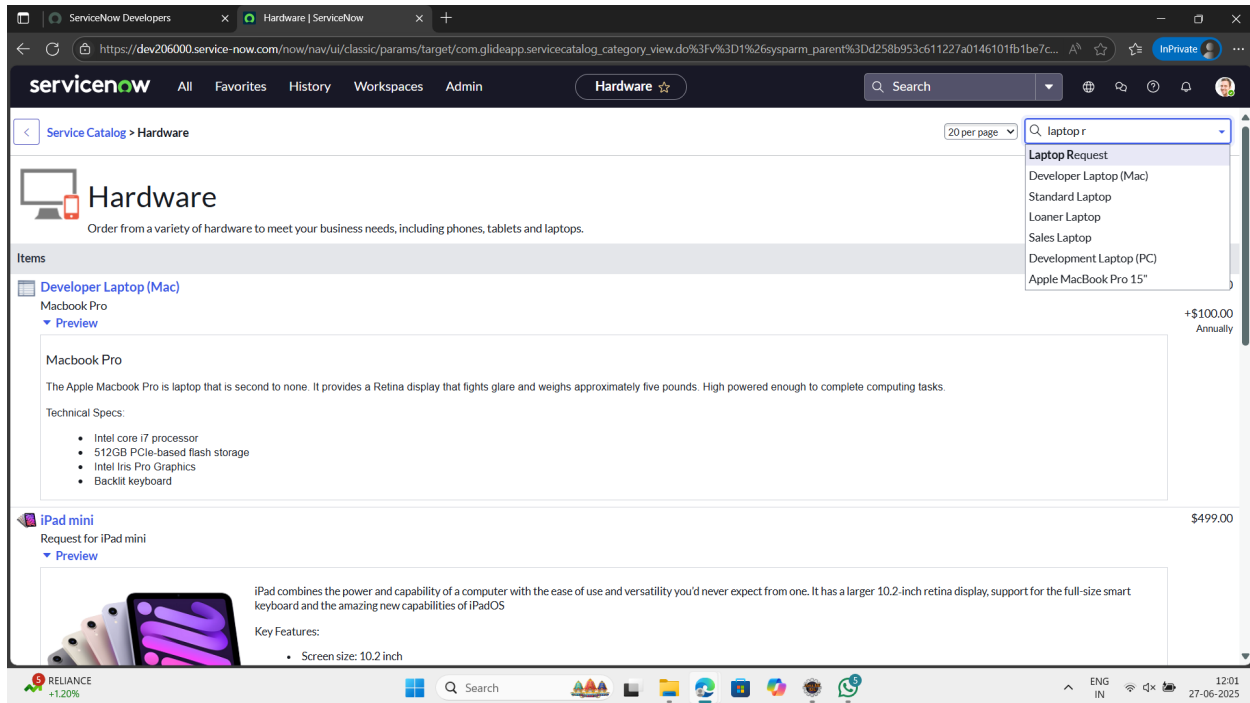 ServiceNow Developers
Hardware | ServiceNow
https://dev206000.service-now.com/now/nav/ui/classic/params/target/com.glideapp.servicecatalog_category_view.do%3Fv%3D1%26sysparm_parent%3Dd258b953c611227a0146101fb1be7c...
InPrivate
servicenow
All
Favorites
History
Workspaces
Admin
Hardware
Search
Service Catalog > Hardware
20 per page
laptop r
Laptop Request
Developer Laptop (Mac)
Standard Laptop
Loaner Laptop
Sales Laptop
Development Laptop (PC)
Apple MacBook Pro 15"
Hardware
Order from a variety of hardware to meet your business needs, including phones, tablets and laptops.
Items
Developer Laptop (Mac)
Macbook Pro
+$100.00
Annually
Preview
Macbook Pro
The Apple Macbook Pro is laptop that is second to none. It provides a Retina display that fights glare and weighs approximately five pounds. High powered enough to complete computing tasks.
Technical Specs:
• Intel core i7 processor
• 512GB PCIe-based flash storage
• Intel Iris Pro Graphics
• Backlit keyboard
iPad mini
$499.00
Request for iPad mini
Preview
iPad combines the power and capability of a computer with the ease of use and versatility you'd never expect from one. It has a larger 10.2-inch retina display, support for the full-size smart
keyboard and the amazing new capabilities of iPadOS
Key Features:
• Screen size: 10.2 inch
5
RELIANCE
+1.20%
Search
5
ENG
IN
12:01
27-06-2025